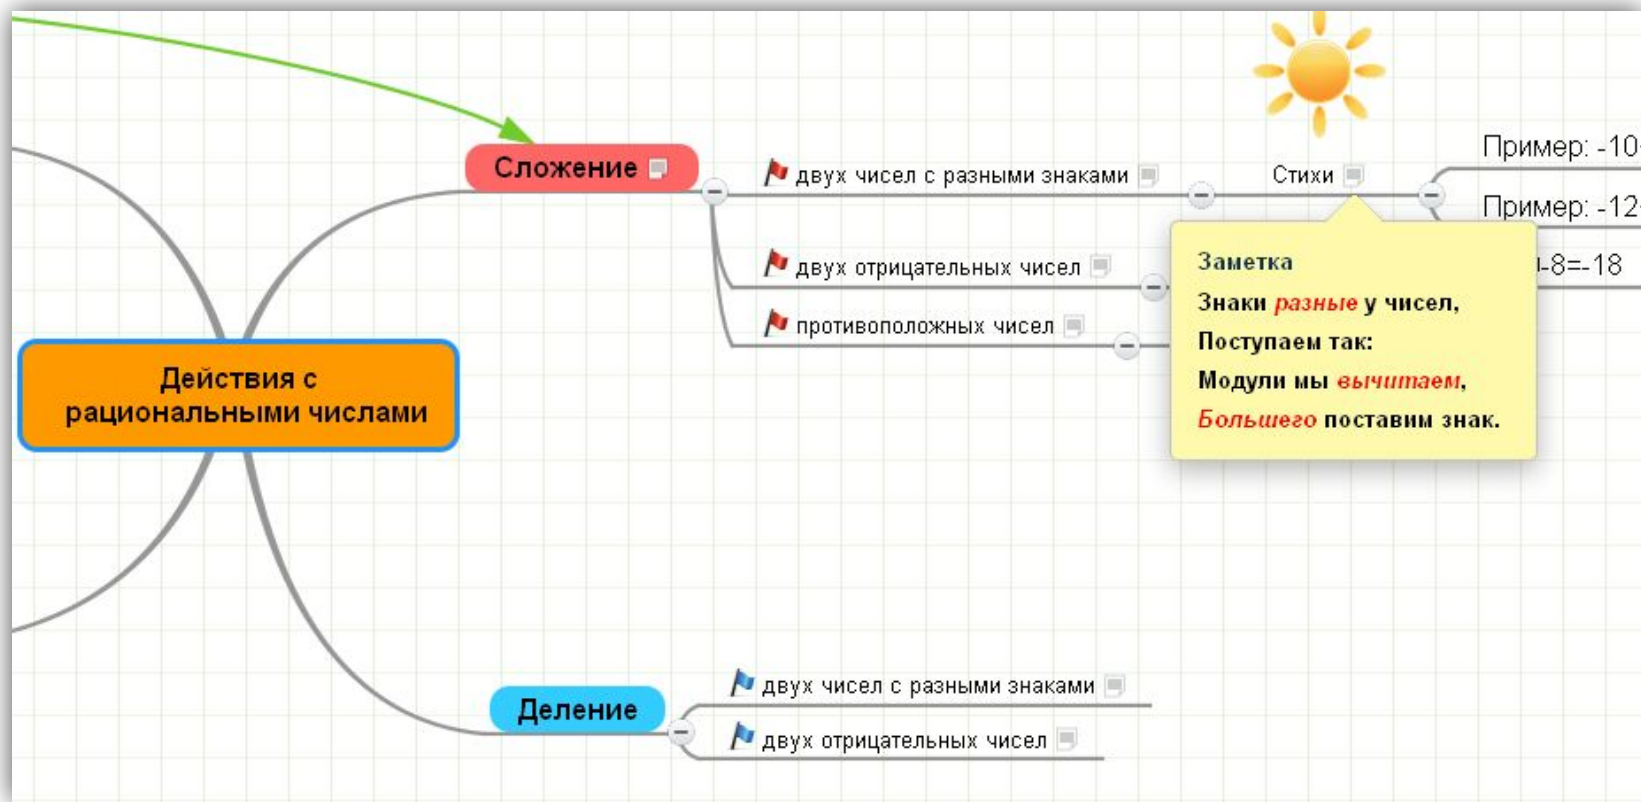 Сложение
двух чисел с разными знаками
Стихи
Пример: -10
Пример: -12
двух отрицательных чисел
-8=-18
противоположных чисел
Заметка
Знаки разные у чисел,
Поступаем так:
Модули мы вычитаем,
Большего поставим знак.
Действия с
рациональными числами
Деление
двух чисел с разными знаками
двух отрицательных чисел